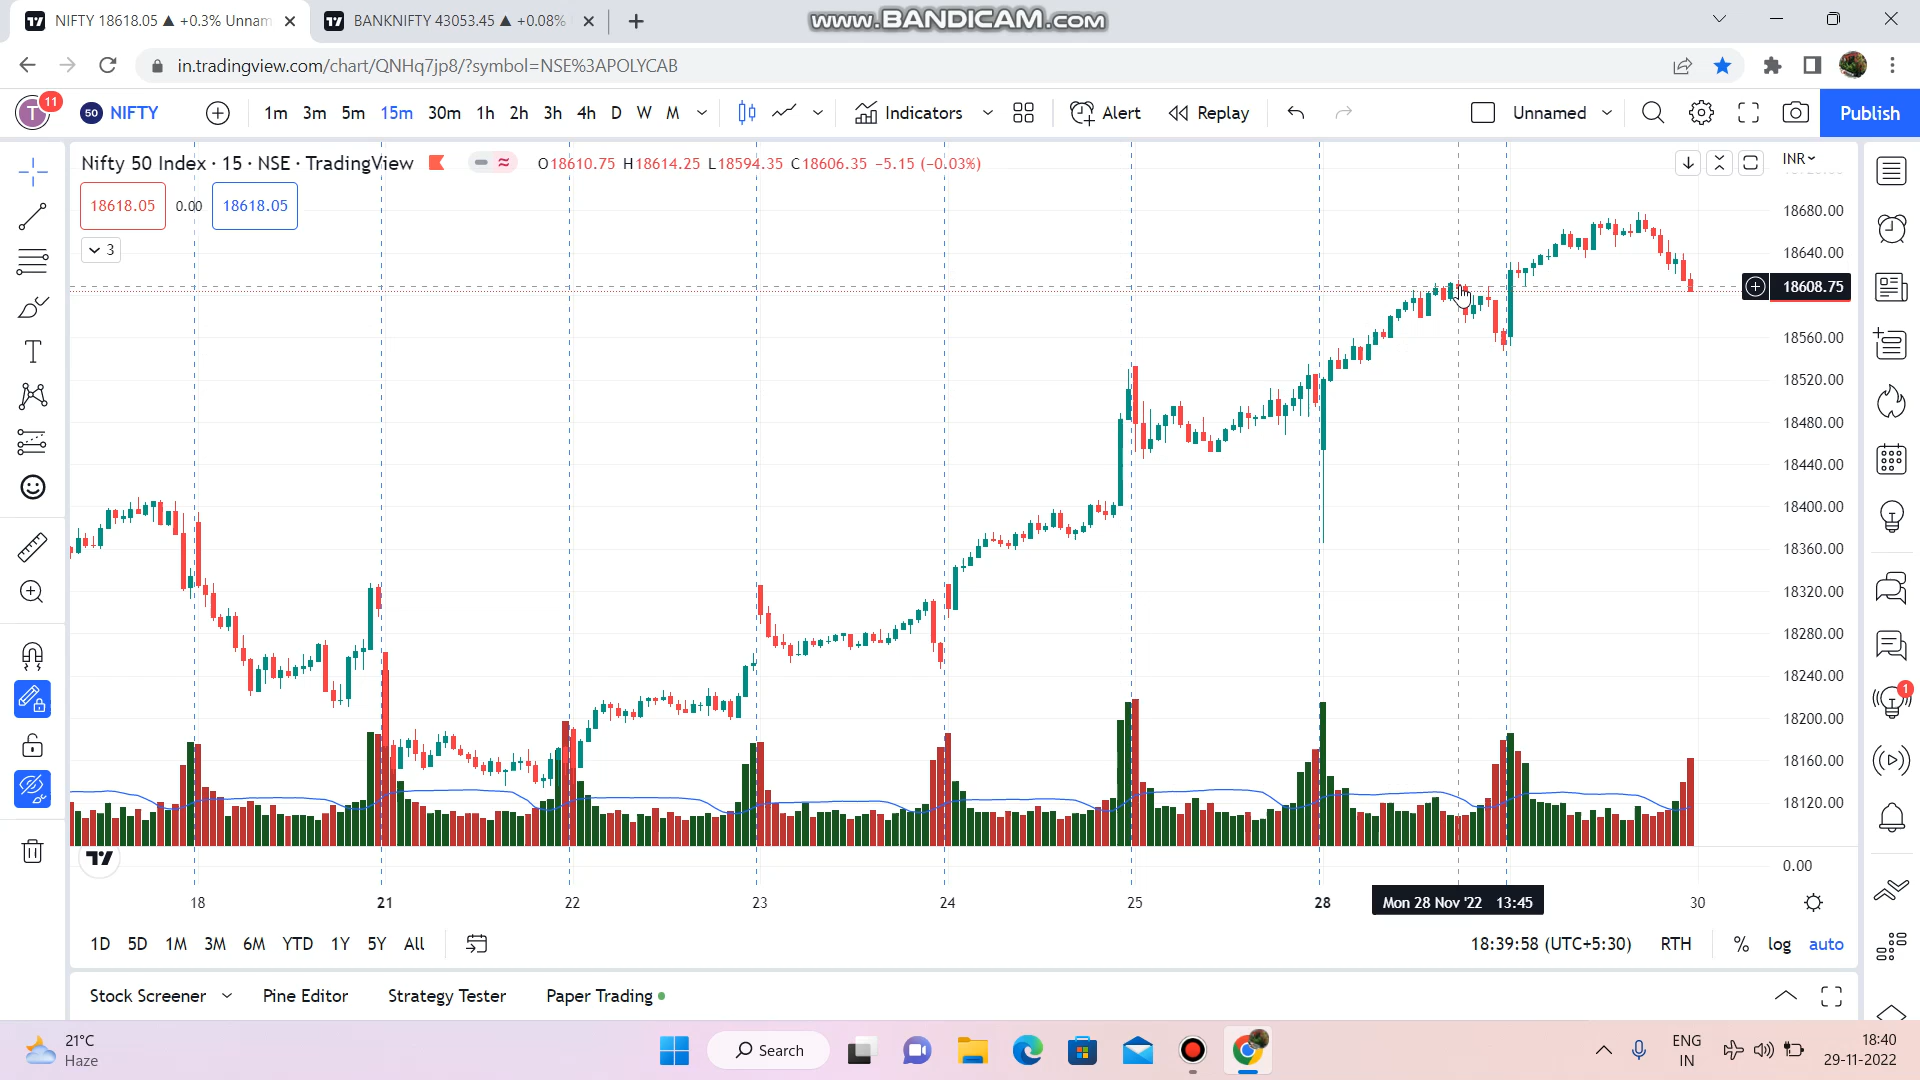 NIFTY 18618.05 ▲ +0.3% Unnam
BANKNIFTY 43053.45 ▲ +0.08%
www.BANDICAM.com
in.tradingview.com/chart/QNHq7jp8/?symbol=NSE%3APOLYCAB
T 11 50 NIFTY 1m 3m 5m 15m 30m 1h 2h 3h 4h D W M Indicators Alert Replay Unnamed Publish
Nifty 50 Index · 15 · NSE · TradingView O18610.75 H18614.25 L18594.35 C18606.35 −5.15 (−0.03%)
INR
18618.05 0.00 18618.05
3
18680.00
18640.00
18608.75
18560.00
18520.00
18480.00
18440.00
18400.00
18360.00
18320.00
18280.00
18240.00
18200.00
18160.00
18120.00
0.00
1
18 21 22 23 24 25 28 Mon 28 Nov '22 13:45 30
1D 5D 1M 3M 6M YTD 1Y 5Y All 18:39:58 (UTC+5:30) RTH % log auto
Stock Screener Pine Editor Strategy Tester Paper Trading
21°C
Haze
Search
ENG
IN
18:40
29-11-2022